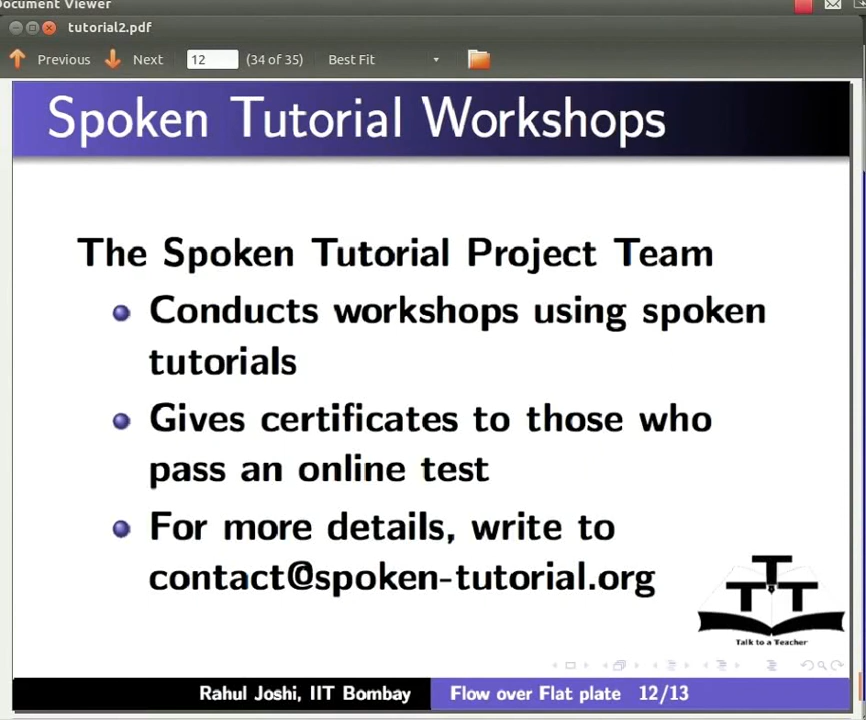 Document Viewer
tutorial2.pdf
Previous Next 12 (34 of 35) Best Fit
Spoken Tutorial Workshops
The Spoken Tutorial Project Team
Conducts workshops using spoken
tutorials
Gives certificates to those who
pass an online test
For more details, write to
contact@spoken-tutorial.org
T
T T
Talk to a Teacher
Rahul Joshi, IIT Bombay Flow over Flat plate 12/13